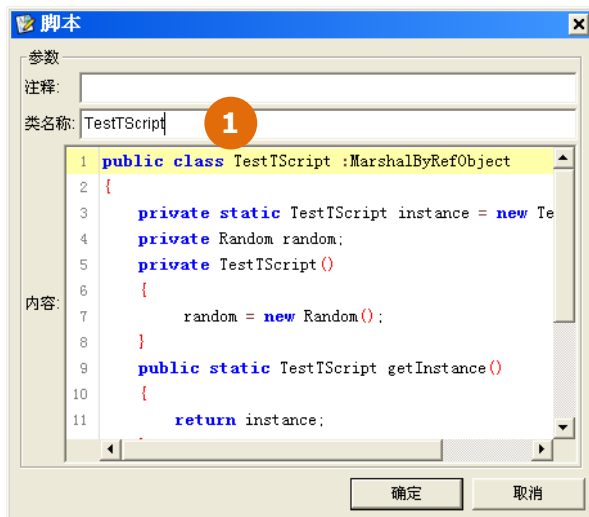 脚本
参数
注释:
类名称: TestTScript
1
内容:
1 public class TestTScript :MarshalByRefObject
2 {
3 private static TestTScript instance = new Te
4 private Random random;
5 private TestTScript()
6 {
7 random = new Random();
8 }
9 public static TestTScript getInstance()
10 {
11 return instance;
确定 取消